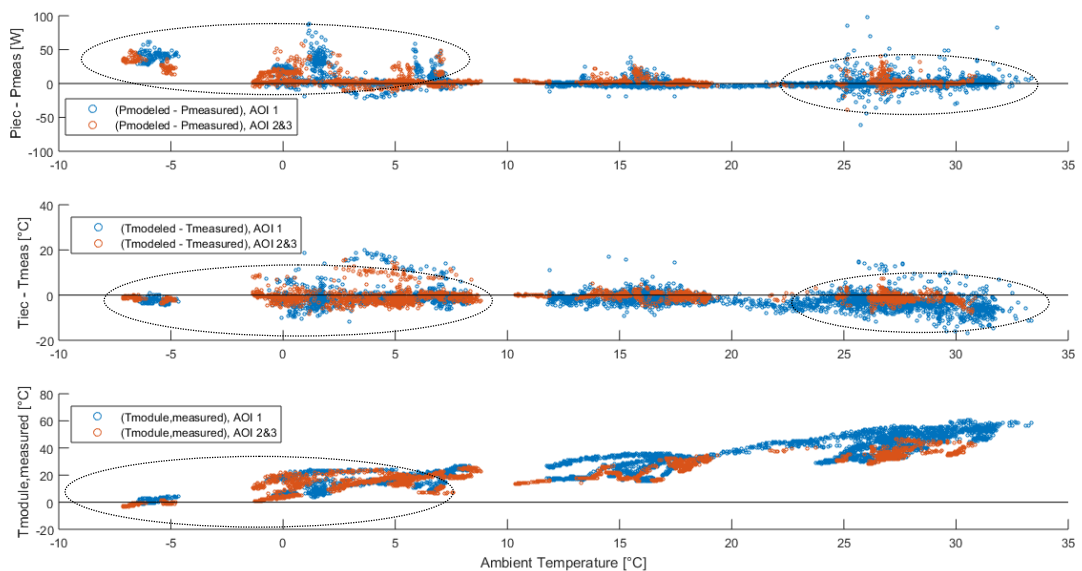 100
50
0
-50
-100
Piec - Pmeas [W]
(Pmodeled - Pmeasured), AOI 1
(Pmodeled - Pmeasured), AOI 2&3
-10 -5 0 5 10 15 20 25 30 35
40
20
0
-20
Tiec - Tmeas [°C]
(Tmodeled - Tmeasured), AOI 1
(Tmodeled - Tmeasured), AOI 2&3
-10 -5 0 5 10 15 20 25 30 35
80
60
40
20
0
-20
Tmodule,measured [°C]
(Tmodule,measured), AOI 1
(Tmodule,measured), AOI 2&3
-10 -5 0 5 10 15 20 25 30 35
Ambient Temperature [°C]